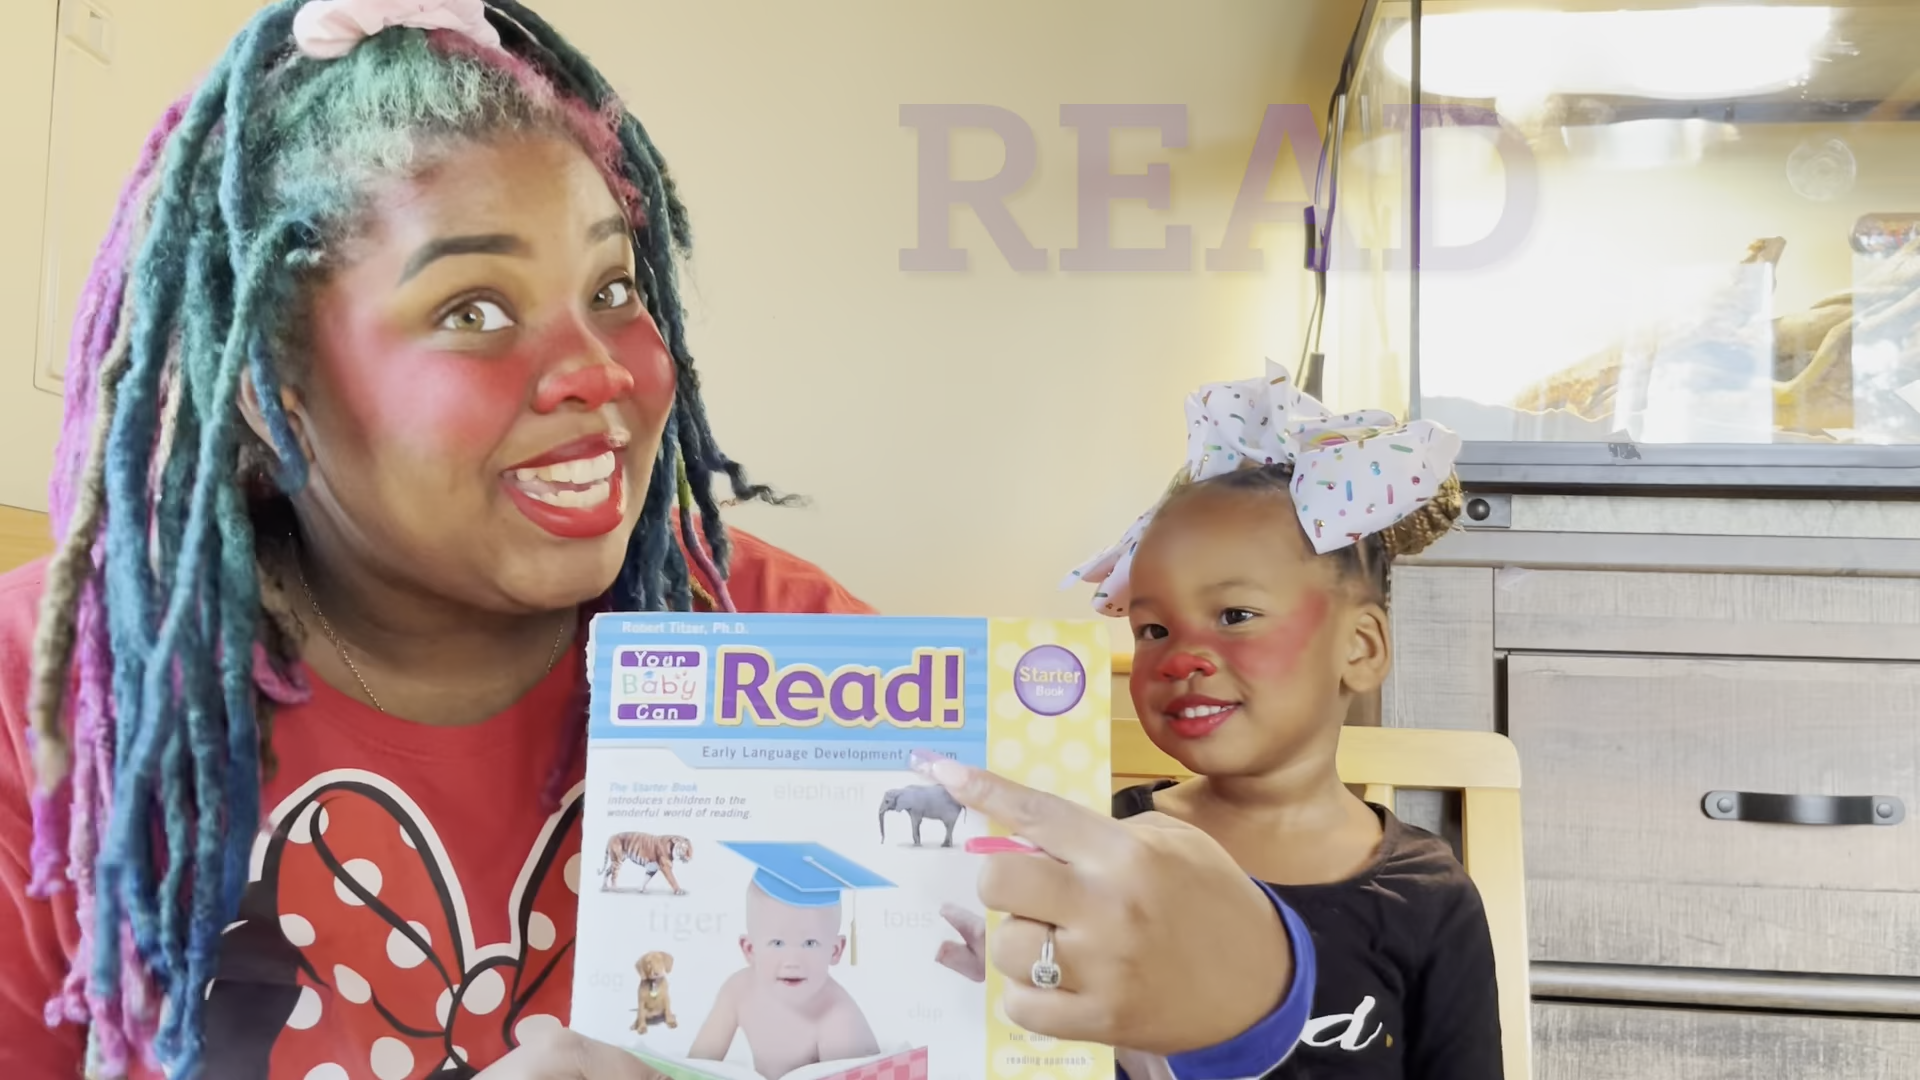 READ
Robert Titzer, Ph.D.
Your
Baby
Can
Read!
Starter
Book
Early Language Development
The Starter Book
introduces children to the
wonderful world of reading.
elephant
tiger
toes
dog
clap
reading approach
d.